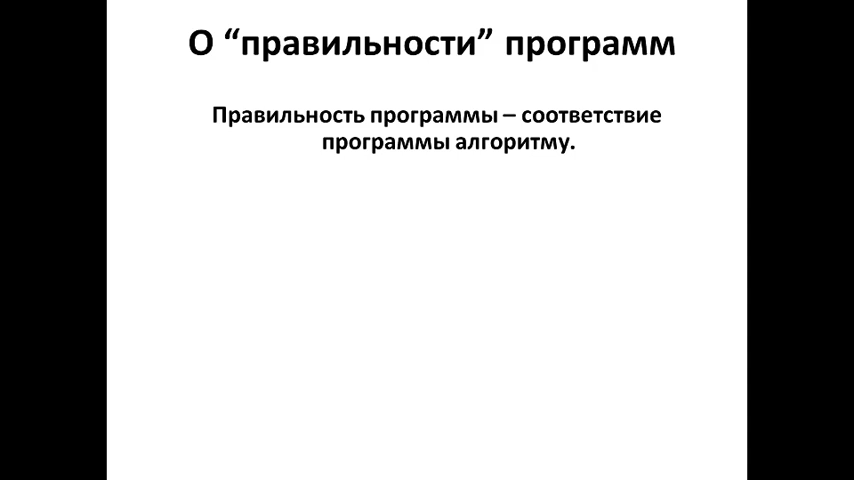 О “правильности” программ
Правильность программы – соответствие
программы алгоритму.